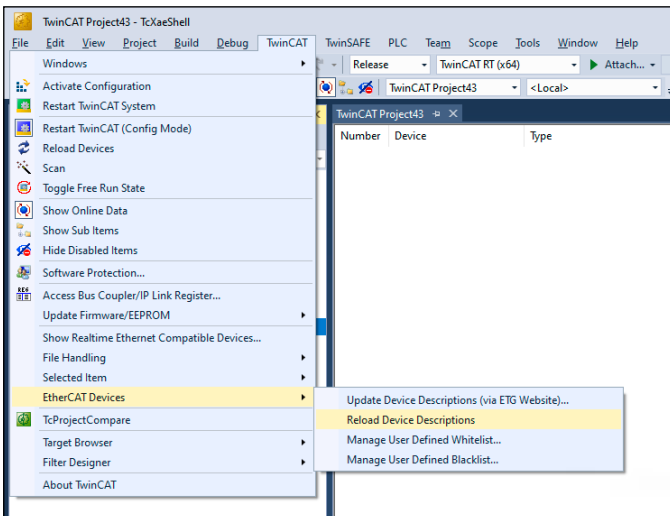 TwinCAT Project43 - TcXaeShell
File Edit View Project Build Debug TwinCAT TwinSAFE PLC Team Scope Tools Window Help
Release TwinCAT RT (x64) Attach...
TwinCAT Project43 <Local>
Windows
Activate Configuration
Restart TwinCAT System
Restart TwinCAT (Config Mode)
Reload Devices
Scan
Toggle Free Run State
Show Online Data
Show Sub Items
Hide Disabled Items
Software Protection...
Access Bus Coupler/IP Link Register...
Update Firmware/EEPROM
Show Realtime Ethernet Compatible Devices...
File Handling
Selected Item
EtherCAT Devices
TcProjectCompare
Target Browser
Filter Designer
About TwinCAT
TwinCAT Project43
Number Device Type
Update Device Descriptions (via ETG Website)...
Reload Device Descriptions
Manage User Defined Whitelist...
Manage User Defined Blacklist...